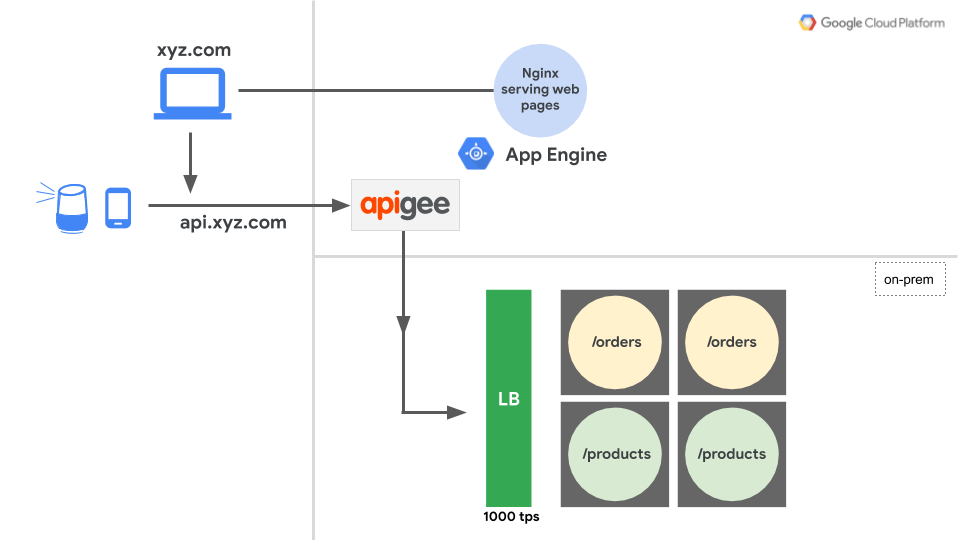 Google Cloud Platform
xyz.com
Nginx
serving web
pages
App Engine
apigee
api.xyz.com
on-prem
LB
1000 tps
/orders
/orders
/products
/products